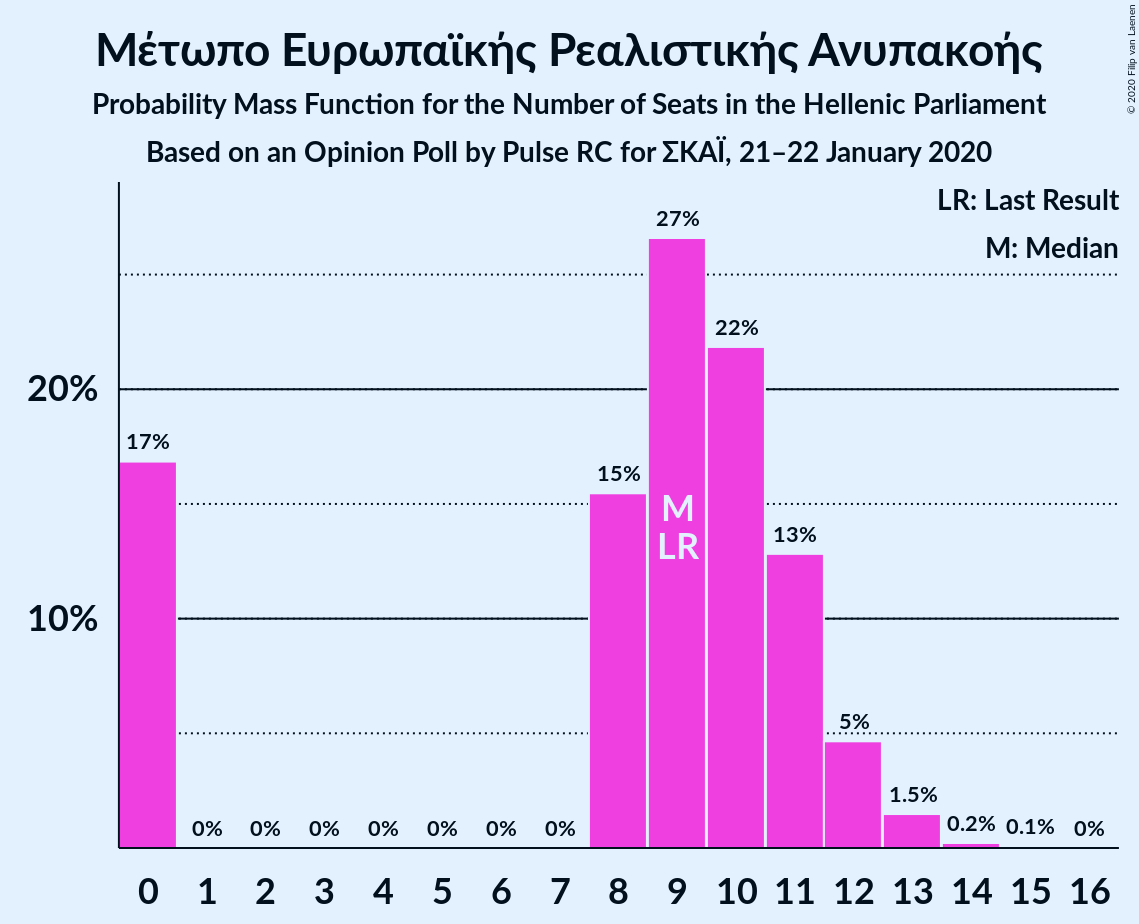 Μέτωπο Ευρωπαϊκής Ρεαλιστικής Ανυπακοής
Probability Mass Function for the Number of Seats in the Hellenic Parliament
Based on an Opinion Poll by Pulse RC for ΣΚΑΪ, 21–22 January 2020
© 2020 Filip van Laenen
LR: Last Result
M: Median
20%
10%
17%
0%
0%
0%
0%
0%
0%
0%
15%
27%
22%
13%
5%
1.5%
0.2%
0.1%
0%
M
LR
0 1 2 3 4 5 6 7 8 9 10 11 12 13 14 15 16